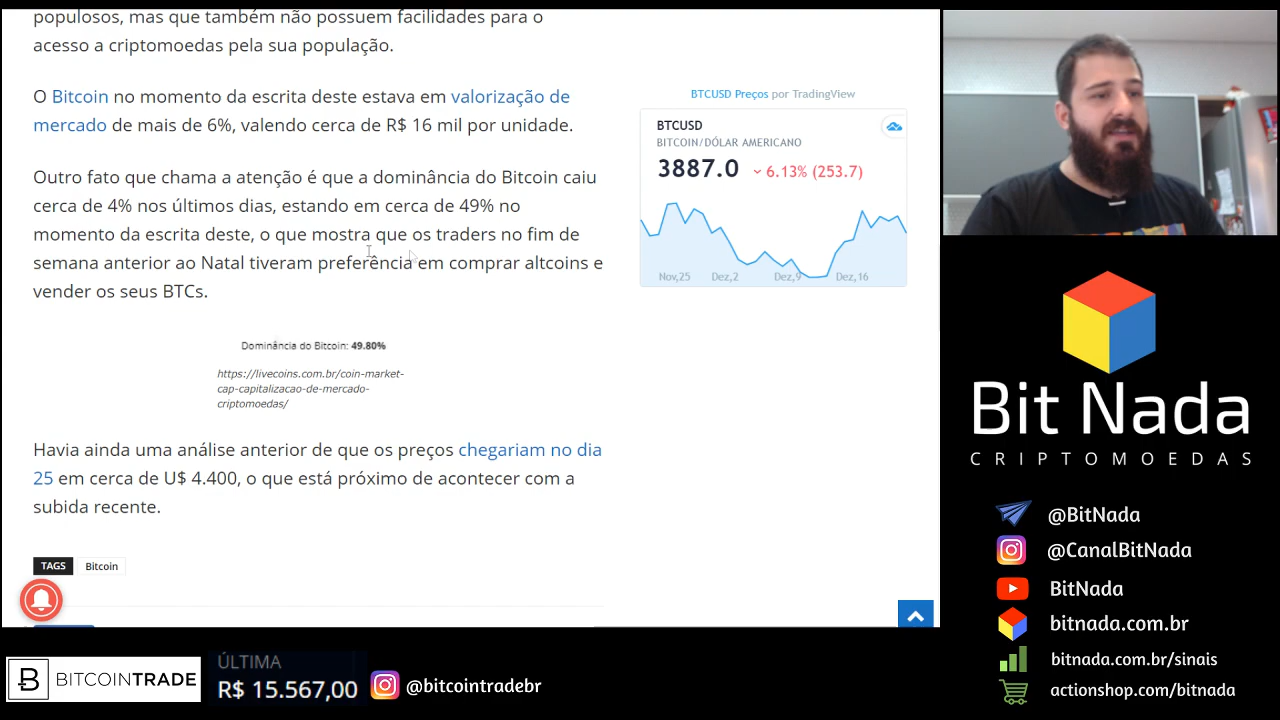 populosos, mas que também não possuem facilidades para o
acesso a criptomoedas pela sua população.
O Bitcoin no momento da escrita deste estava em valorização de
mercado de mais de 6%, valendo cerca de R$ 16 mil por unidade.
Outro fato que chama a atenção é que a dominância do Bitcoin caiu
cerca de 4% nos últimos dias, estando em cerca de 49% no
momento da escrita deste, o que mostra que os traders no fim de
semana anterior ao Natal tiveram preferência em comprar altcoins e
vender os seus BTCs.
Dominância do Bitcoin: 49.80%
https://livecoins.com.br/coin-market-
cap-capitalizacao-de-mercado-
criptomoedas/
Havia ainda uma análise anterior de que os preços chegariam no dia
25 em cerca de U$ 4.400, o que está próximo de acontecer com a
subida recente.
TAGS Bitcoin
BTCUSD Preços por TradingView
BTCUSD
BITCOIN/DÓLAR AMERICANO
3887.0 6.13% (253.7)
Nov,25 Dez,2 Dez,9 Dez,16
Bit Nada
CRIPTOMOEDAS
@BitNada
@CanalBitNada
BitNada
bitnada.com.br
bitnada.com.br/sinais
actionshop.com/bitnada
B BITCOINTRADE
ÚLTIMA
R$ 15.567,00
@bitcointradebr